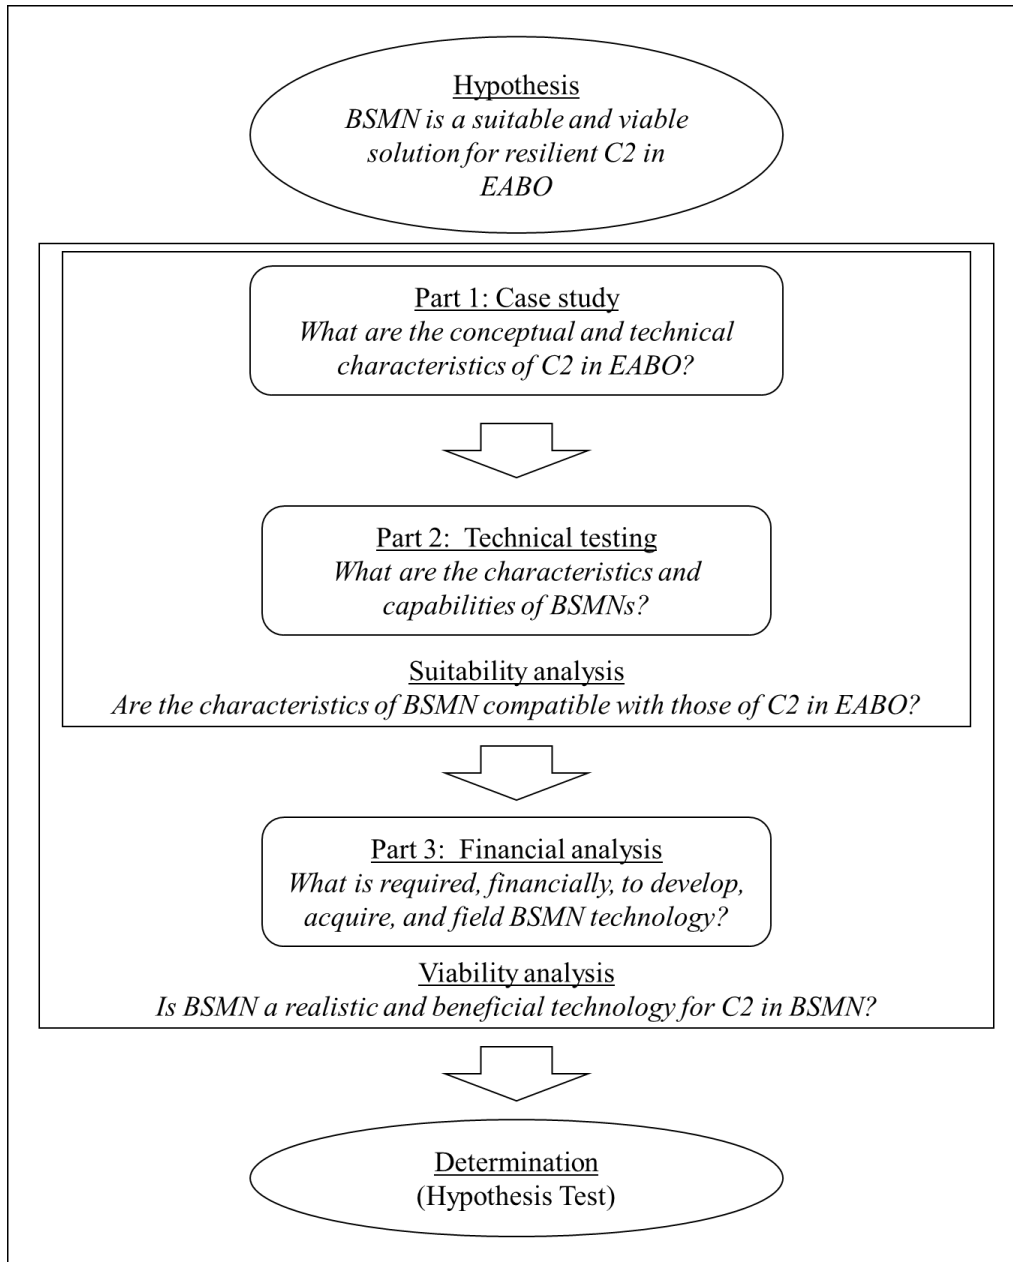 Hypothesis
BSMN is a suitable and viable
solution for resilient C2 in
EABO
Part 1: Case study
What are the conceptual and technical
characteristics of C2 in EABO?
Part 2:  Technical testing
What are the characteristics and
capabilities of BSMNs?
Suitability analysis
Are the characteristics of BSMN compatible with those of C2 in EABO?
Part 3:  Financial analysis
What is required, financially, to develop,
acquire, and field BSMN technology?
Viability analysis
Is BSMN a realistic and beneficial technology for C2 in BSMN?
Determination
(Hypothesis Test)